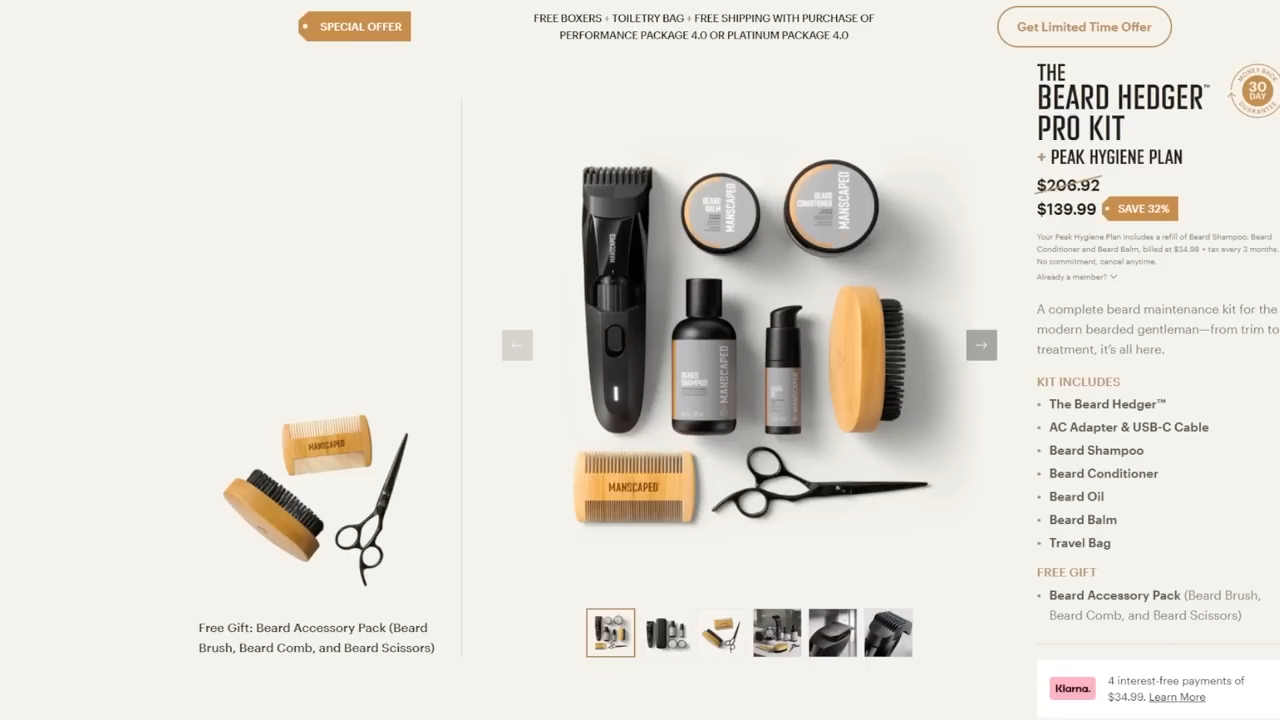 SPECIAL OFFER
FREE BOXERS + TOILETRY BAG + FREE SHIPPING WITH PURCHASE OF
PERFORMANCE PACKAGE 4.0 OR PLATINUM PACKAGE 4.0
Get Limited Time Offer
THE
BEARD HEDGER™
PRO KIT
+ PEAK HYGIENE PLAN
MONEY BACK
30
DAY
GUARANTEE
$206.92
$139.99
SAVE 32%
Your Peak Hygiene Plan includes a refill of Beard Shampoo, Beard
Conditioner and Beard Balm, billed at $34.98 + tax every 3 months.
No commitment, cancel anytime.
Already a member?
A complete beard maintenance kit for the
modern bearded gentleman—from trim to
treatment, it's all here.
KIT INCLUDES
• The Beard Hedger™
• AC Adapter & USB-C Cable
• Beard Shampoo
• Beard Conditioner
• Beard Oil
• Beard Balm
• Travel Bag
FREE GIFT
• Beard Accessory Pack (Beard Brush,
Beard Comb, and Beard Scissors)
Klarna.
4 interest-free payments of
$34.99. Learn More
MANSCAPED
BEARD
BALM
MANSCAPED
BEARD
CONDITIONER
MANSCAPED
BEARD
SHAMPOO
MANSCAPED
MANSCAPED
MANSCAPED
MANSCAPED
Free Gift: Beard Accessory Pack (Beard
Brush, Beard Comb, and Beard Scissors)